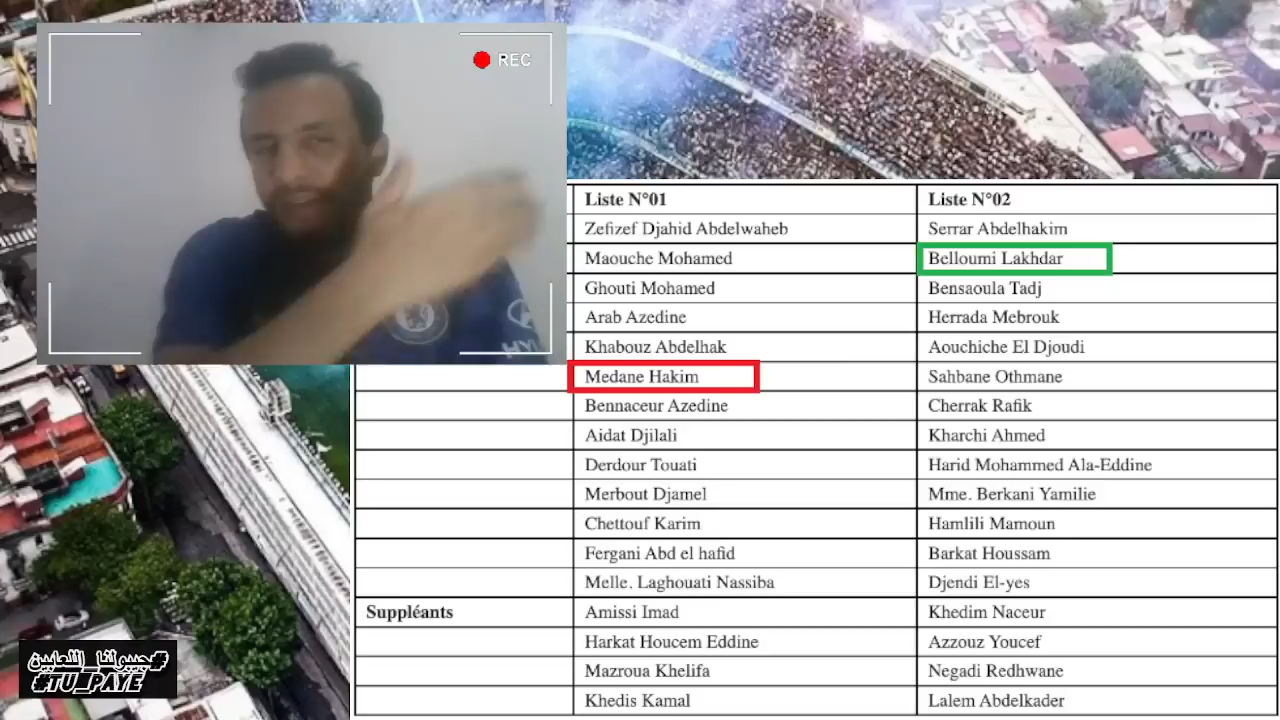 REC
HYU
Liste N°01 Liste N°02
Zefizef Djahid Abdelwaheb Serrar Abdelhakim
Maouche Mohamed Belloumi Lakhdar
Ghouti Mohamed Bensaoula Tadj
Arab Azedine Herrada Mebrouk
Khabouz Abdelhak Aouchiche El Djoudi
Medane Hakim Sahbane Othmane
Bennaceur Azedine Cherrak Rafik
Aidat Djilali Kharchi Ahmed
Derdour Touati Harid Mohammed Ala-Eddine
Merbout Djamel Mme. Berkani Yamilie
Chettouf Karim Hamlili Mamoun
Fergani Abd el hafid Barkat Houssam
Melle. Laghouati Nassiba Djendi El-yes
Suppléants Amissi Imad Khedim Naceur
Harkat Houcem Eddine Azzouz Youcef
Mazroua Khelifa Negadi Redhwane
Khedis Kamal Lalem Abdelkader
#جيبولنا_اللعابين
#TU_PAYE